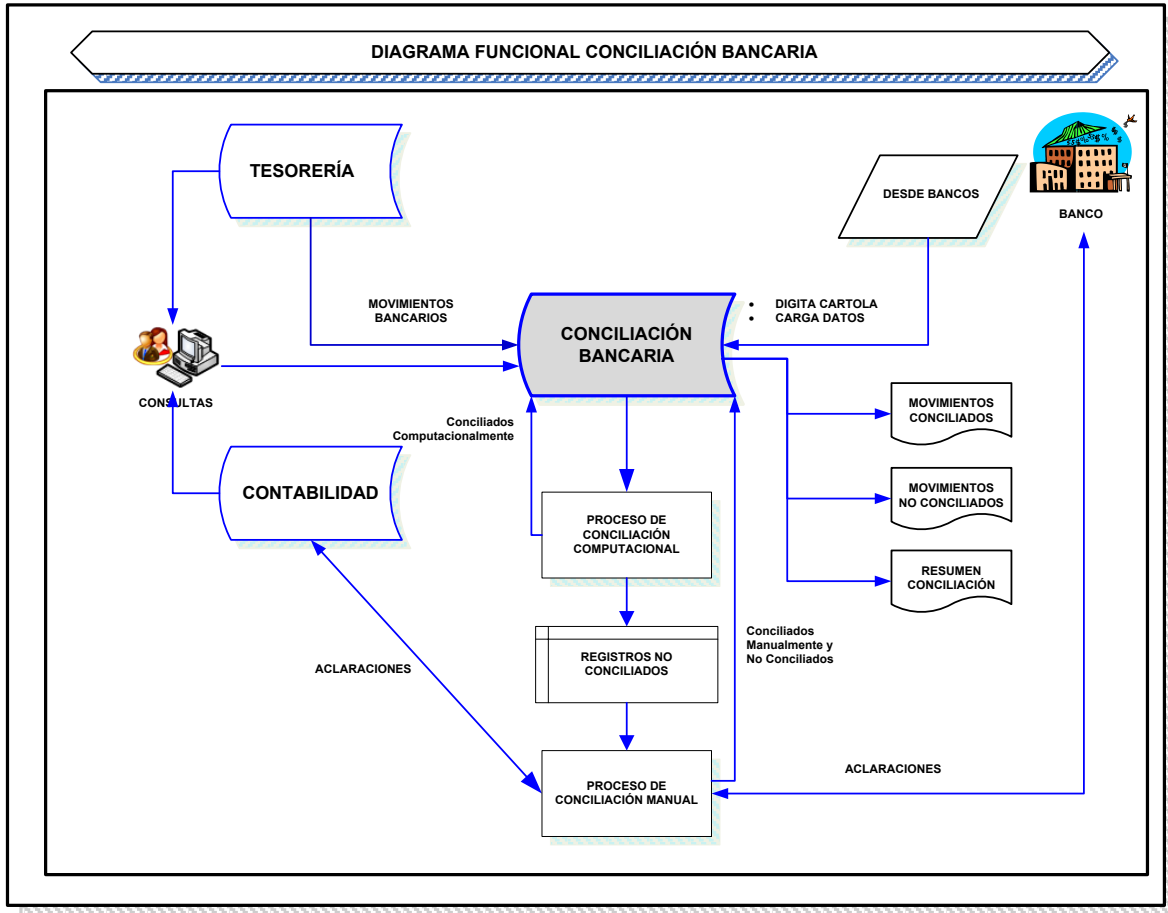 DIAGRAMA FUNCIONAL CONCILIACIÓN BANCARIA
TESORERÍA
DESDE BANCOS
BANCO
MOVIMIENTOS
BANCARIOS
• DIGITA CARTOLA
• CARGA DATOS
CONCILIACIÓN
BANCARIA
CONSULTAS
Conciliados
Computacionalmente
MOVIMIENTOS
CONCILIADOS
CONTABILIDAD
MOVIMIENTOS
NO CONCILIADOS
PROCESO DE
CONCILIACIÓN
COMPUTACIONAL
RESUMEN
CONCILIACIÓN
Conciliados
Manualmente y
No Conciliados
REGISTROS NO
CONCILIADOS
ACLARACIONES
ACLARACIONES
PROCESO DE
CONCILIACIÓN MANUAL